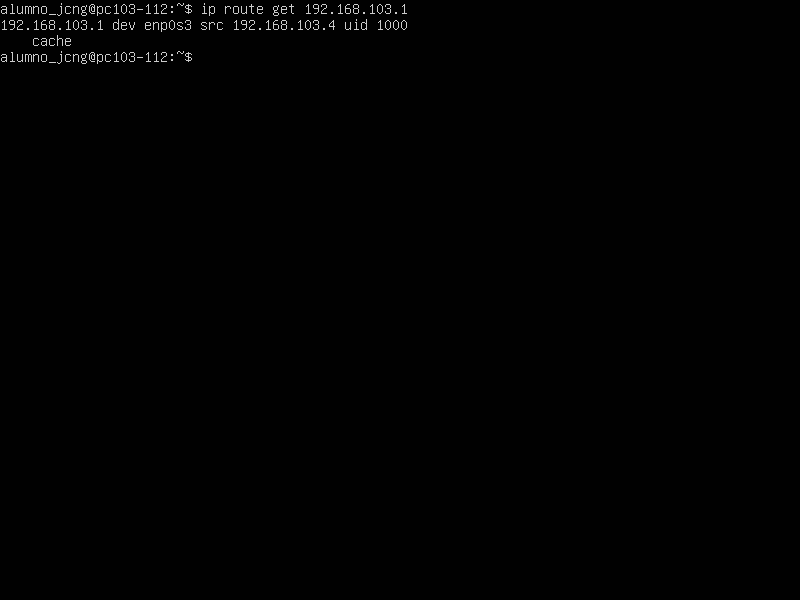 alumno_jcng@pc103-112:~$ ip route get 192.168.103.1
192.168.103.1 dev enp0s3 src 192.168.103.4 uid 1000
    cache
alumno_jcng@pc103-112:~$